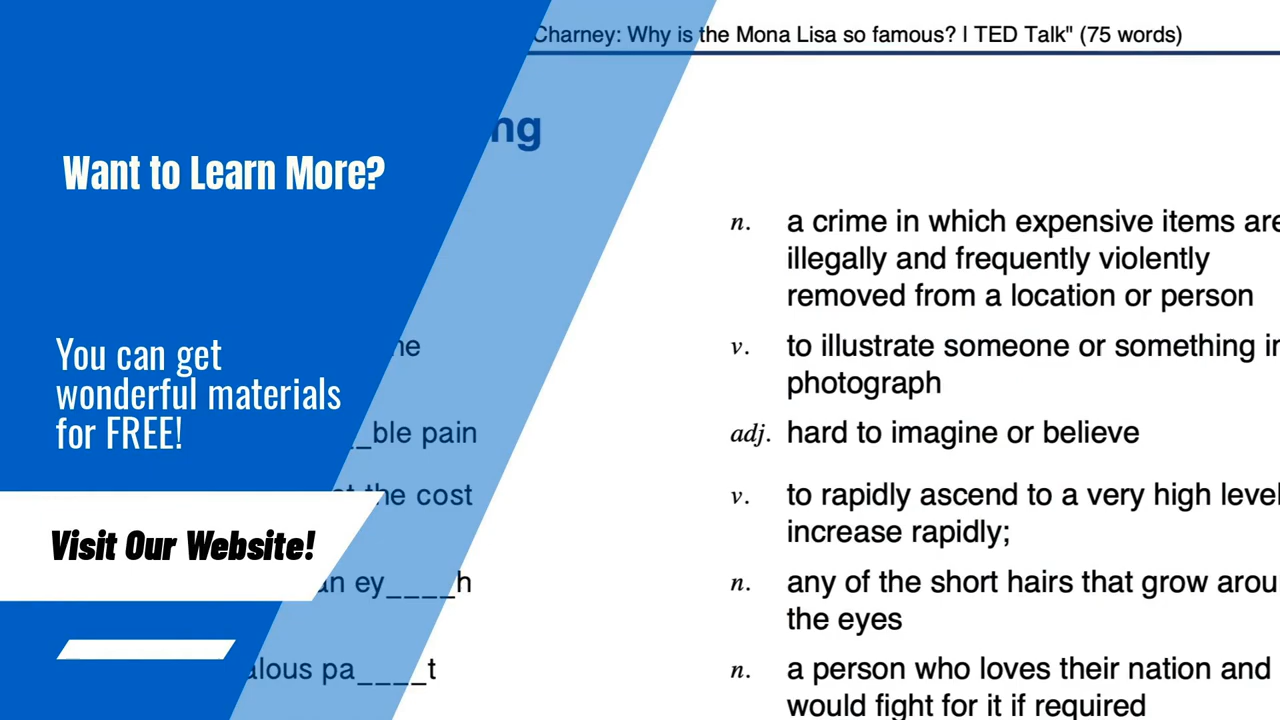 Charney: Why is the Mona Lisa so famous? | TED Talk" (75 words)
ng
Want to Learn More?
You can get
wonderful materials
for FREE!
Visit Our Website!
n. a crime in which expensive items are
illegally and frequently violently
removed from a location or person
v. to illustrate someone or something in
photograph
_ble pain
adj. hard to imagine or believe
the cost
v. to rapidly ascend to a very high level
increase rapidly;
an ey____h
n. any of the short hairs that grow
the eyes
alous pa____t
n. a person who loves their nation and
would fight for it if required